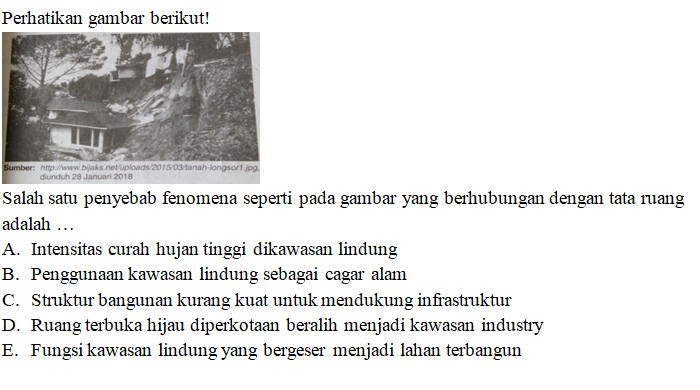 Perhatikan gambar berikut!
Sumber: http://www.bijaks.net/uploads/2015/03/tanah-longsor1.jpg,
diunduh 28 Januari 2018
Salah satu penyebab fenomena seperti pada gambar yang berhubungan dengan tata ruang
adalah …
A. Intensitas curah hujan tinggi dikawasan lindung
B. Penggunaan kawasan lindung sebagai cagar alam
C. Struktur bangunan kurang kuat untuk mendukung infrastruktur
D. Ruang terbuka hijau diperkotaan beralih menjadi kawasan industry
E. Fungsi kawasan lindung yang bergeser menjadi lahan terbangun